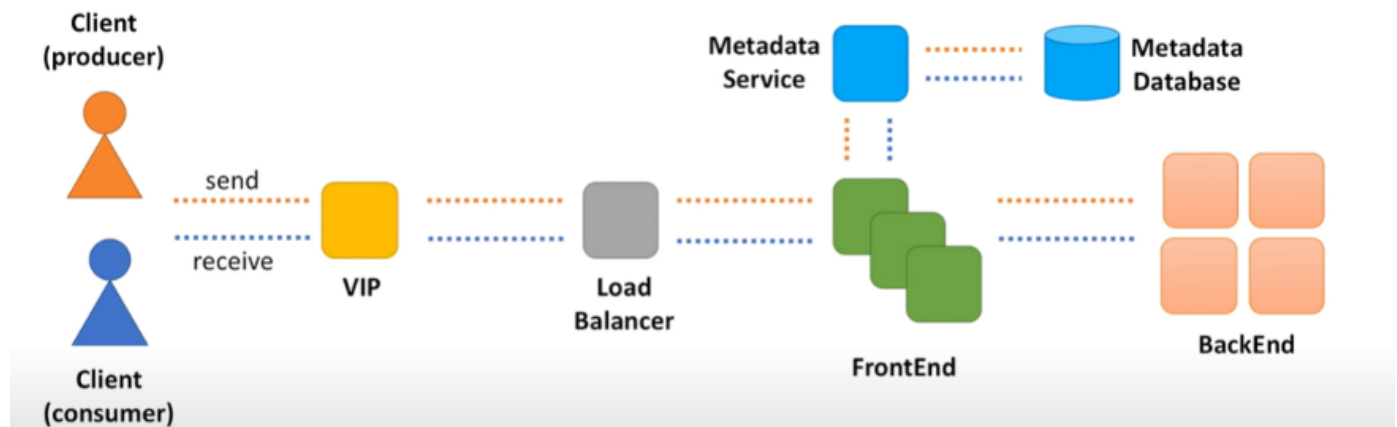 Client
(producer)
send
receive
Client
(consumer)
VIP
Load
Balancer
Metadata
Service
Metadata
Database
FrontEnd
BackEnd